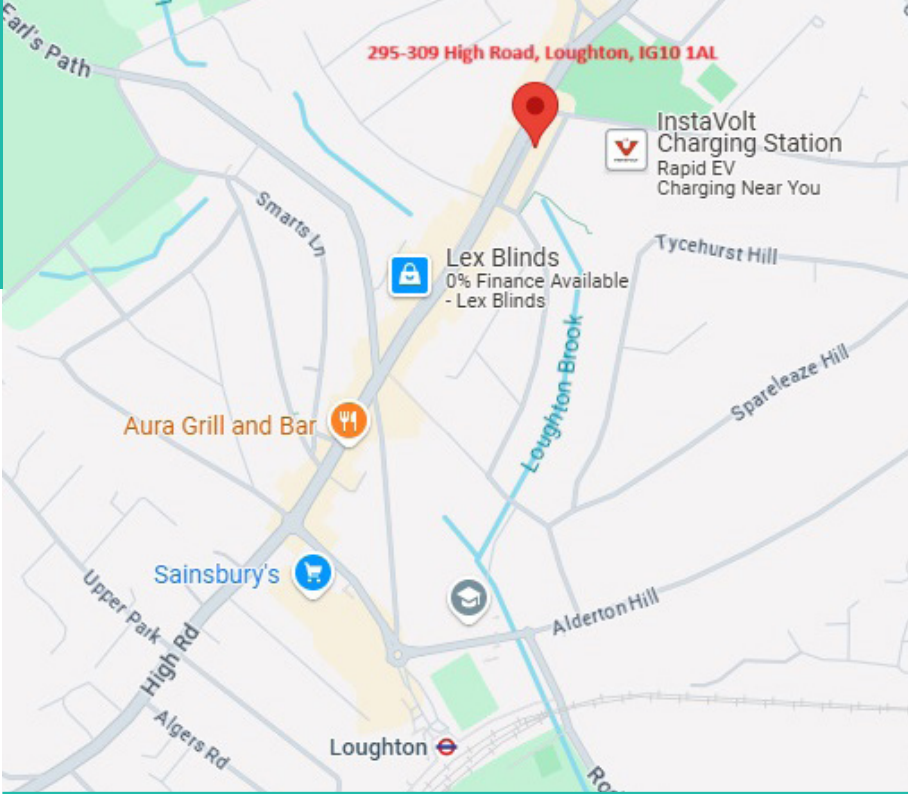 Earl's Path
295-309 High Road, Loughton, IG10 1AL
InstaVolt
Charging Station
Rapid EV
Charging Near You
Smarts Ln
Tycehurst Hill
Lex Blinds
0% Finance Available
- Lex Blinds
Loughton Brook
Spareleaze Hill
Aura Grill and Bar
Sainsbury's
Upper Park
High Rd
Alderton Hill
Algers Rd
Loughton